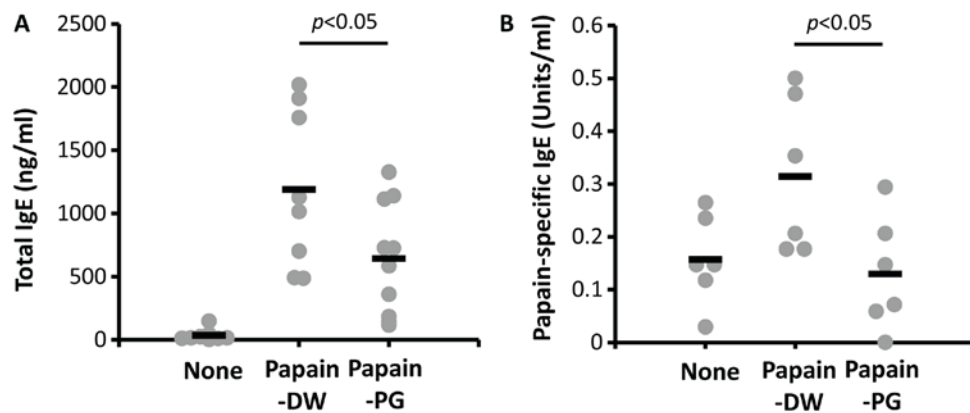 A
Total IgE (ng/ml)
2500
2000
1500
1000
500
0
p<0.05
None
Papain
-DW
Papain
-PG
B
Papain-specific IgE (Units/ml)
0.6
0.5
0.4
0.3
0.2
0.1
0
p<0.05
None
Papain
-DW
Papain
-PG